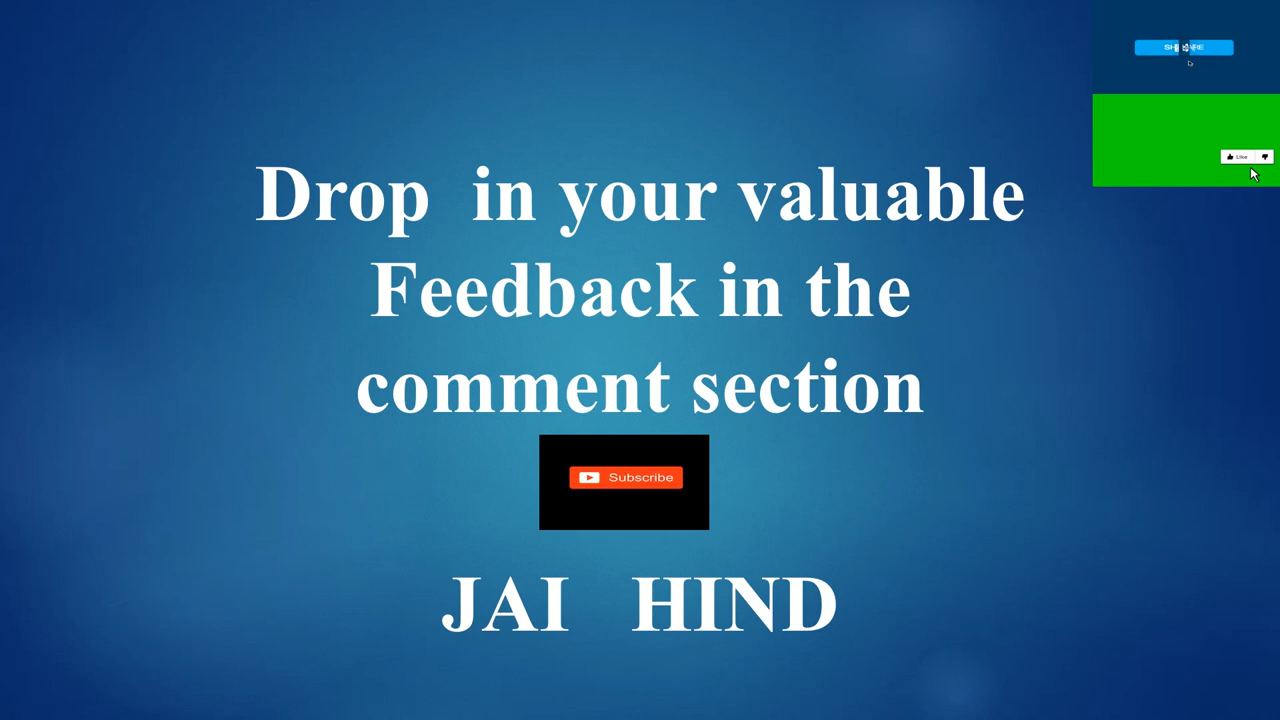 Drop in your valuable
Feedback in the
comment section
Subscribe
JAI HIND
Like